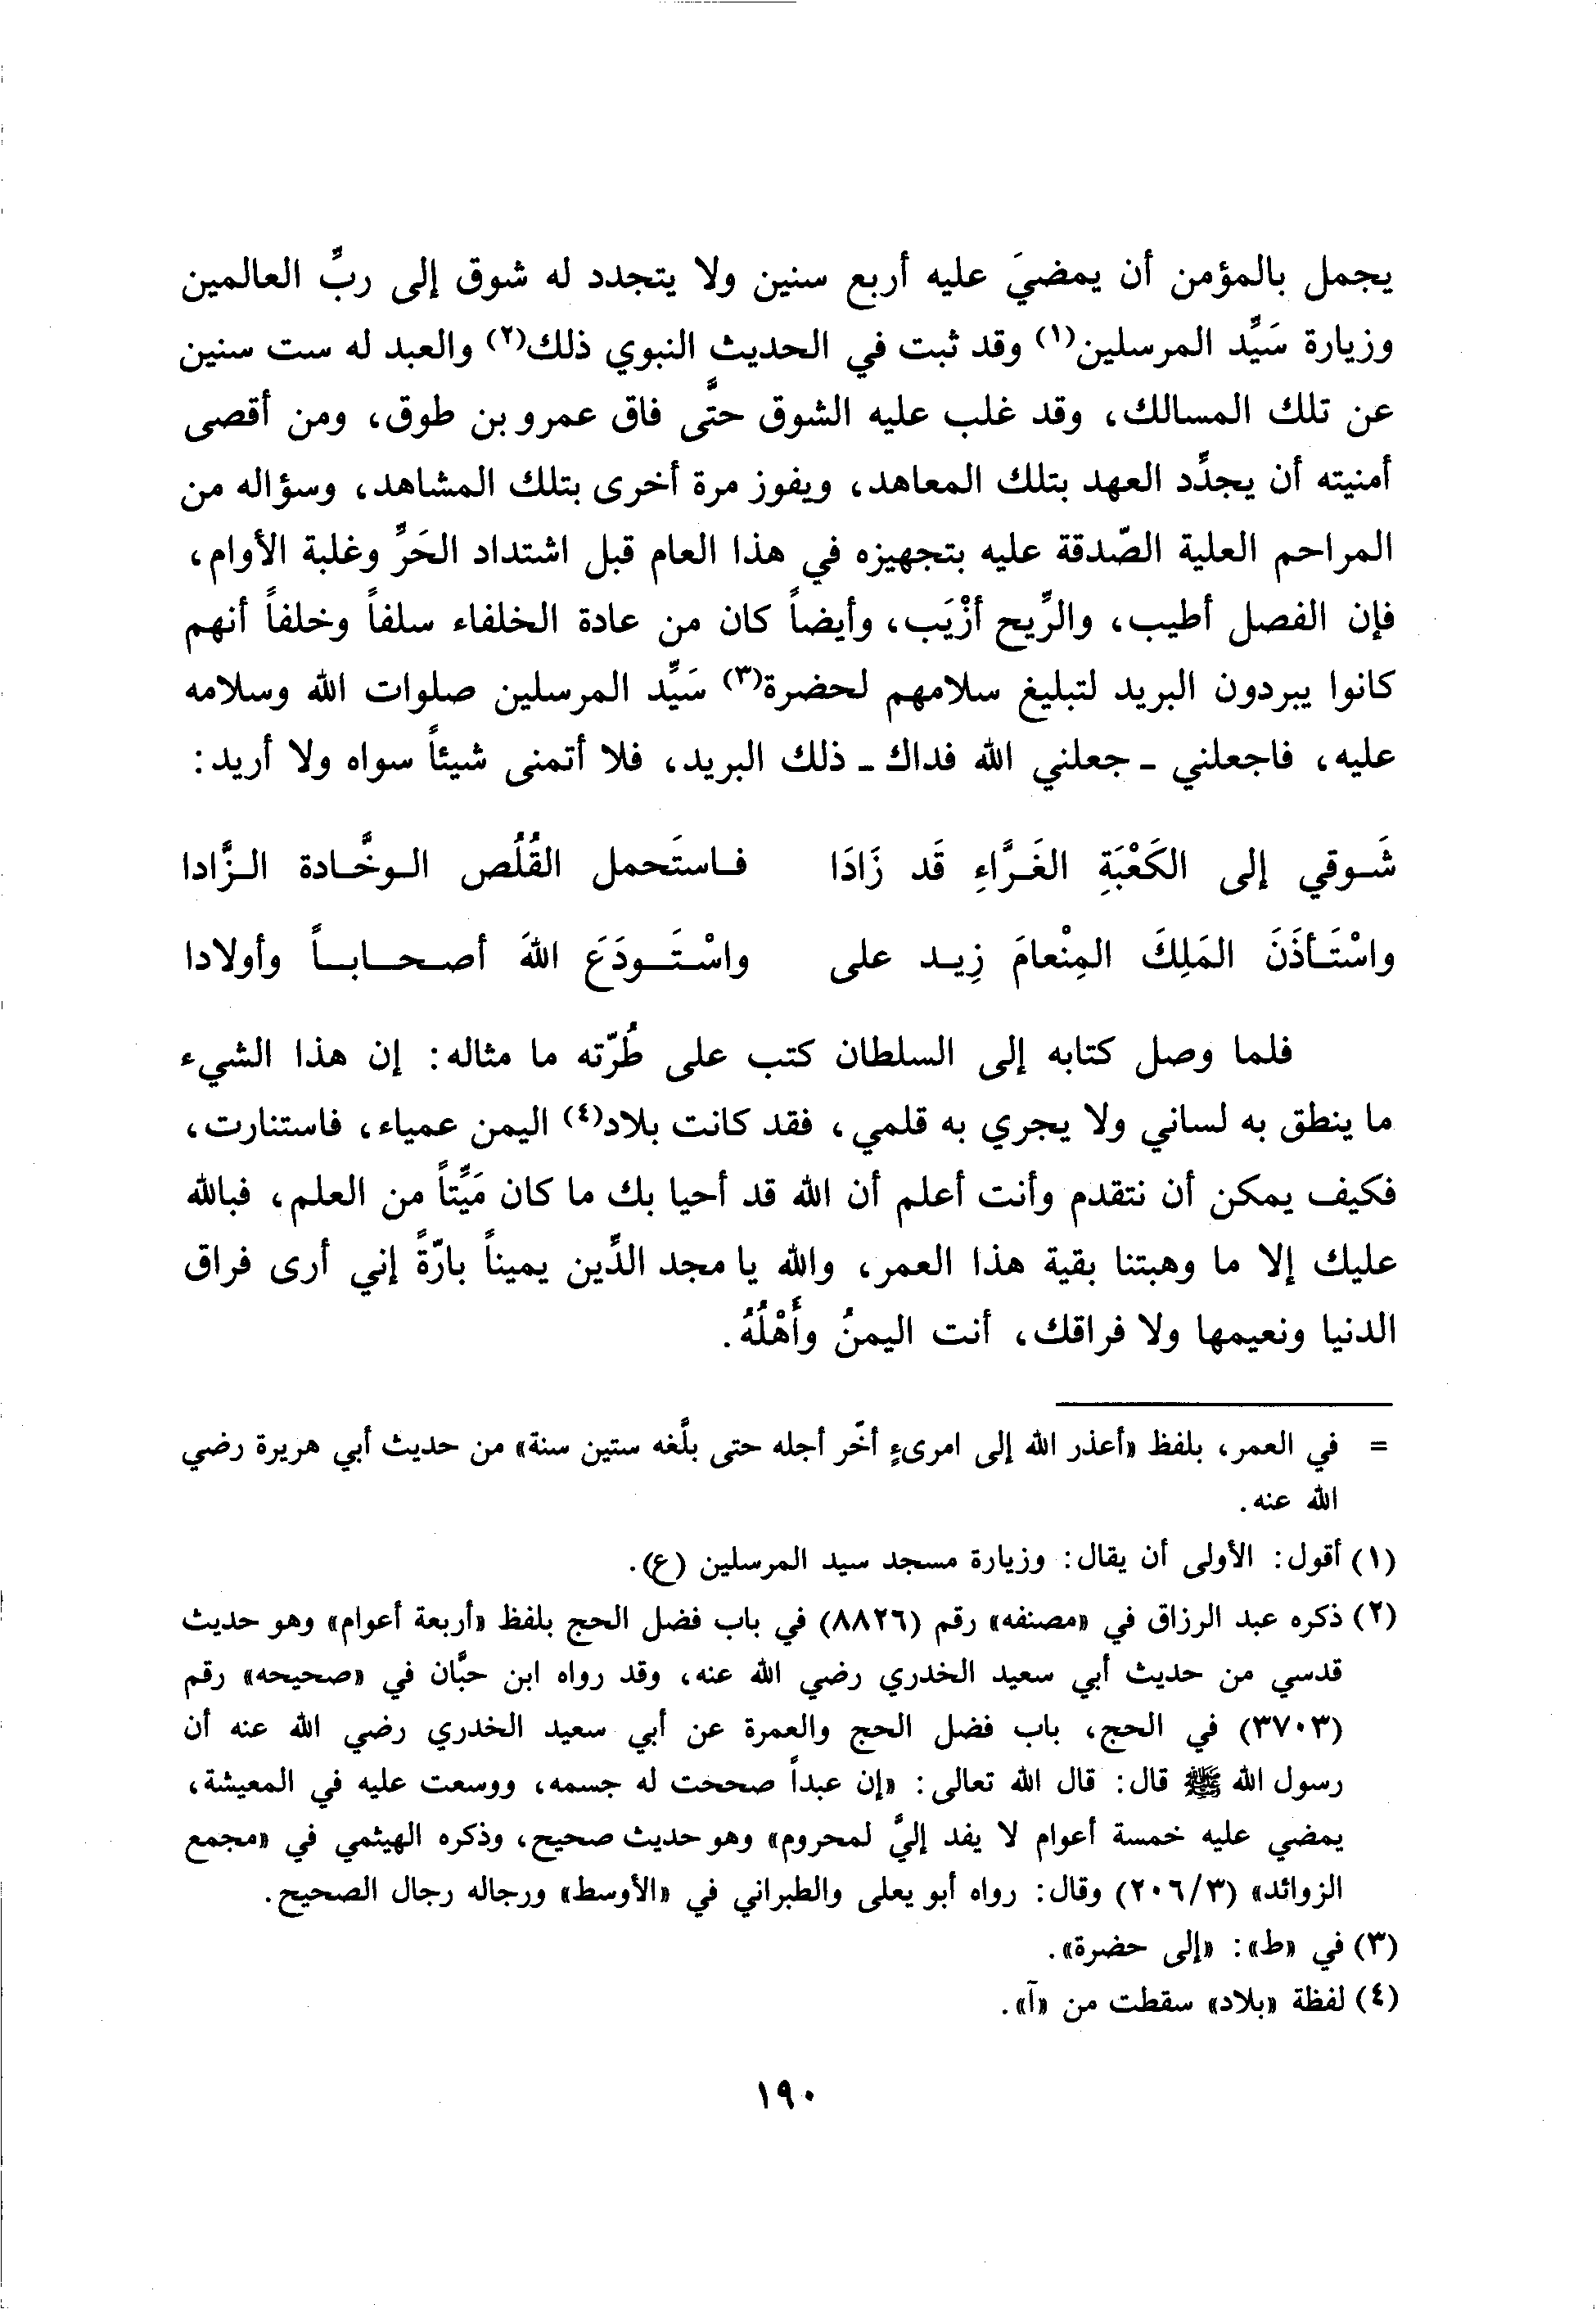 يجمل بالمؤمن أن يمضيَ عليه أربع سنين ولا يتجدد له شوق إلى ربِّ العالمين
وزيارة سَيِّد المرسلين(١) وقد ثبت في الحديث النبوي ذلك(٢) والعبد له ست سنين
عن تلك المسالك، وقد غلب عليه الشوق حتَّى فاق عمرو بن طوق، ومن أقصى
أمنيته أن يجدِّد العهد بتلك المعاهد، ويفوز مرة أخرى بتلك المشاهد، وسؤاله من
المراحم العلية الصّدقة عليه بتجهيزه في هذا العام قبل اشتداد الحَرِّ وغلبة الأوام،
فإن الفصل أطيب، والرِّيح أزْيَب، وأيضاً كان من عادة الخلفاء سلفاً وخلفاً أنهم
كانوا يبردون البريد لتبليغ سلامهم لحضرة(٣) سَيِّد المرسلين صلوات الله وسلامه
عليه، فاجعلني - جعلني الله فداك - ذلك البريد، فلا أتمنى شيئاً سواه ولا أريد:
شَوقي إلى الكَعْبَةِ الغَرَّاءِ قَد زَادَا فاستَحمل القُلُص الوخَّادة الزَّادا
واسْتَأذَنَ المَلِكَ المِنْعامَ زِيد على واسْتَودَعَ اللهَ أصحاباً وأولادا
فلما وصل كتابه إلى السلطان كتب على طُرّته ما مثاله: إن هذا الشيء
ما ينطق به لساني ولا يجري به قلمي، فقد كانت بلاد(٤) اليمن عمياء، فاستنارت،
فكيف يمكن أن نتقدم وأنت أعلم أن الله قد أحيا بك ما كان مَيِّتاً من العلم، فبالله
عليك إلا ما وهبتنا بقية هذا العمر، والله يا مجد الدِّين يميناً بارّةً إني أرى فراق
الدنيا ونعيمها ولا فراقك، أنت اليمنُ وأَهْلُهُ.
= في العمر، بلفظ «أعذر الله إلى امرىءٍ أخّر أجله حتى بلَّغه ستين سنة» من حديث أبي هريرة رضي
الله عنه.
(١) أقول: الأولى أن يقال: وزيارة مسجد سيد المرسلين (ع).
(٢) ذكره عبد الرزاق في «مصنفه» رقم (٨٨٢٦) في باب فضل الحج بلفظ «أربعة أعوام» وهو حديث
قدسي من حديث أبي سعيد الخدري رضي الله عنه، وقد رواه ابن حبَّان في «صحيحه» رقم
(٣٧٠٣) في الحج، باب فضل الحج والعمرة عن أبي سعيد الخدري رضي الله عنه أن
رسول الله ﷺ قال: قال الله تعالى: «إن عبداً صححت له جسمه، ووسعت عليه في المعيشة،
يمضي عليه خمسة أعوام لا يفد إليَّ لمحروم» وهو حديث صحيح، وذكره الهيثمي في «مجمع
الزوائد» (٢٠٦/٣) وقال: رواه أبو يعلى والطبراني في «الأوسط» ورجاله رجال الصحيح.
(٣) في «ط»: «إلى حضرة».
(٤) لفظة «بلاد» سقطت من «آ».
١٩٠